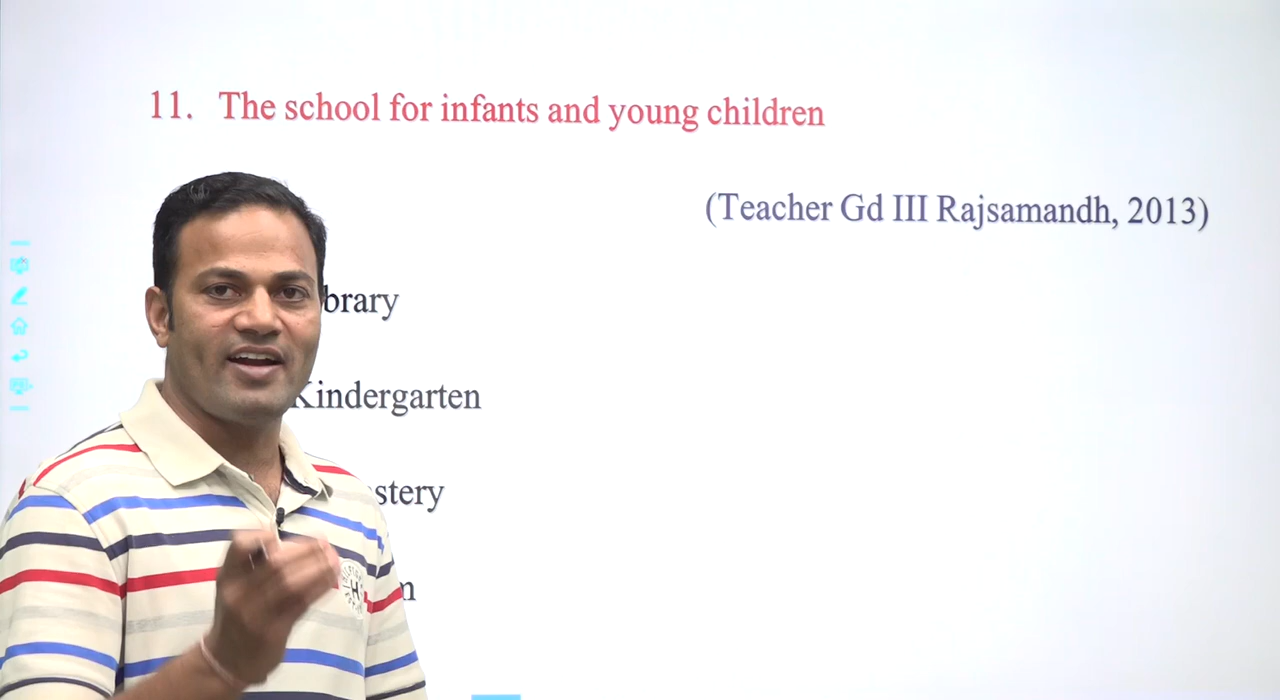 11. The school for infants and young children
(Teacher Gd III Rajsamandh, 2013)
brary
Kindergarten
stery
m
H